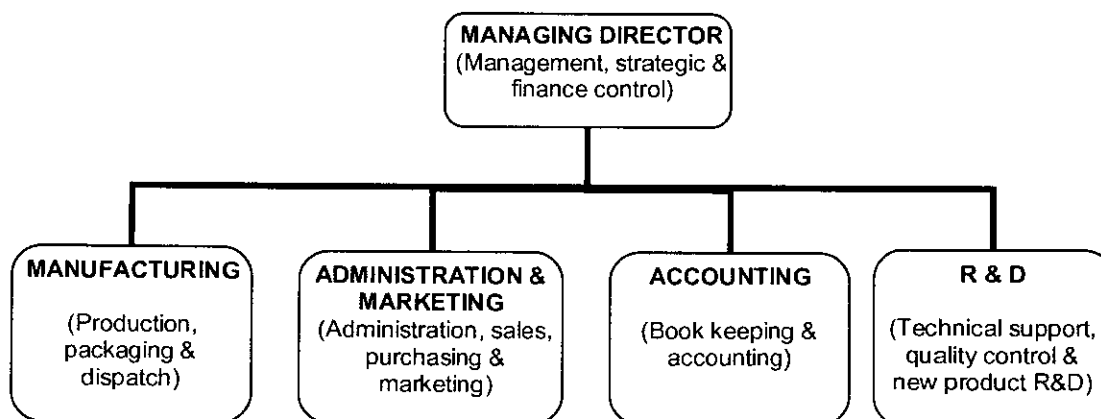 MANAGING DIRECTOR
(Management, strategic &
finance control)
MANUFACTURING
(Production,
packaging &
dispatch)
ADMINISTRATION &
MARKETING
(Administration, sales,
purchasing &
marketing)
ACCOUNTING
(Book keeping &
accounting)
R & D
(Technical support,
quality control &
new product R&D)